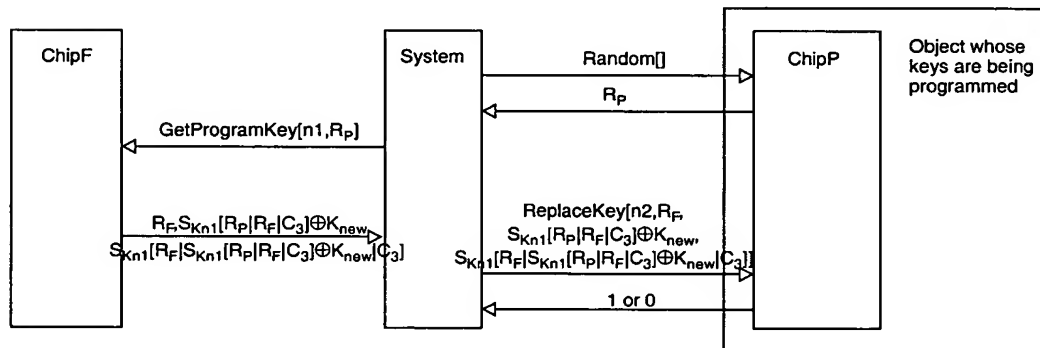 ChipF
System
ChipP
Object whose
keys are being
programmed
Random[]
R_P
GetProgramKey[n1,R_P]
R_F,S_Kn1[R_P|R_F|C_3]⊕K_new
S_Kn1[R_F|S_Kn1[R_P|R_F|C_3]⊕K_new|C_3]
ReplaceKey[n2,R_F,
S_Kn1[R_P|R_F|C_3]⊕K_new,
S_Kn1[R_F|S_Kn1[R_P|R_F|C_3]⊕K_new|C_3]]
1 or 0